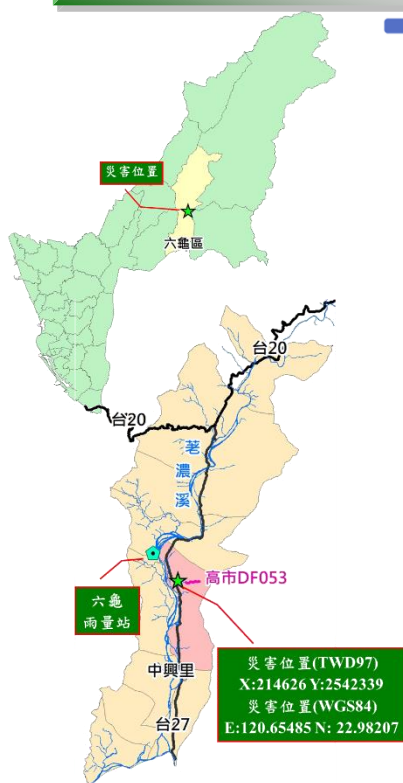 災害位置
六龜區
台20
台20
荖濃溪
高市DF053
六龜
雨量站
中興里
災害位置(TWD97)
X:214626 Y:2542339
災害位置(WGS84)
E:120.65485 N: 22.98207
台27